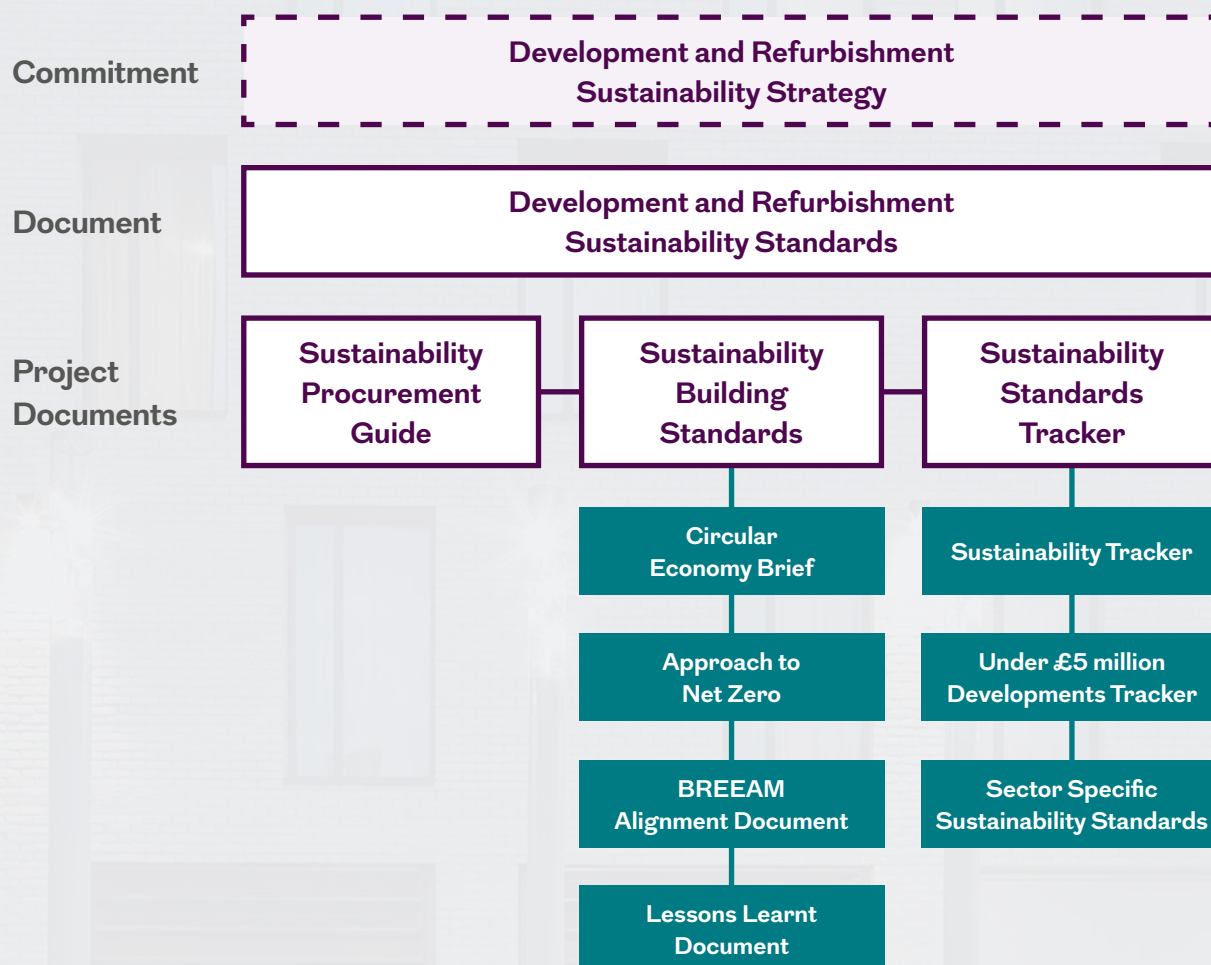 Commitment
Development and Refurbishment
Sustainability Strategy
Document
Development and Refurbishment
Sustainability Standards
Project
Documents
Sustainability
Procurement
Guide
Sustainability
Building
Standards
Sustainability
Standards
Tracker
Circular
Economy Brief
Approach to
Net Zero
BREEAM
Alignment Document
Lessons Learnt
Document
Sustainability Tracker
Under £5 million
Developments Tracker
Sector Specific
Sustainability Standards